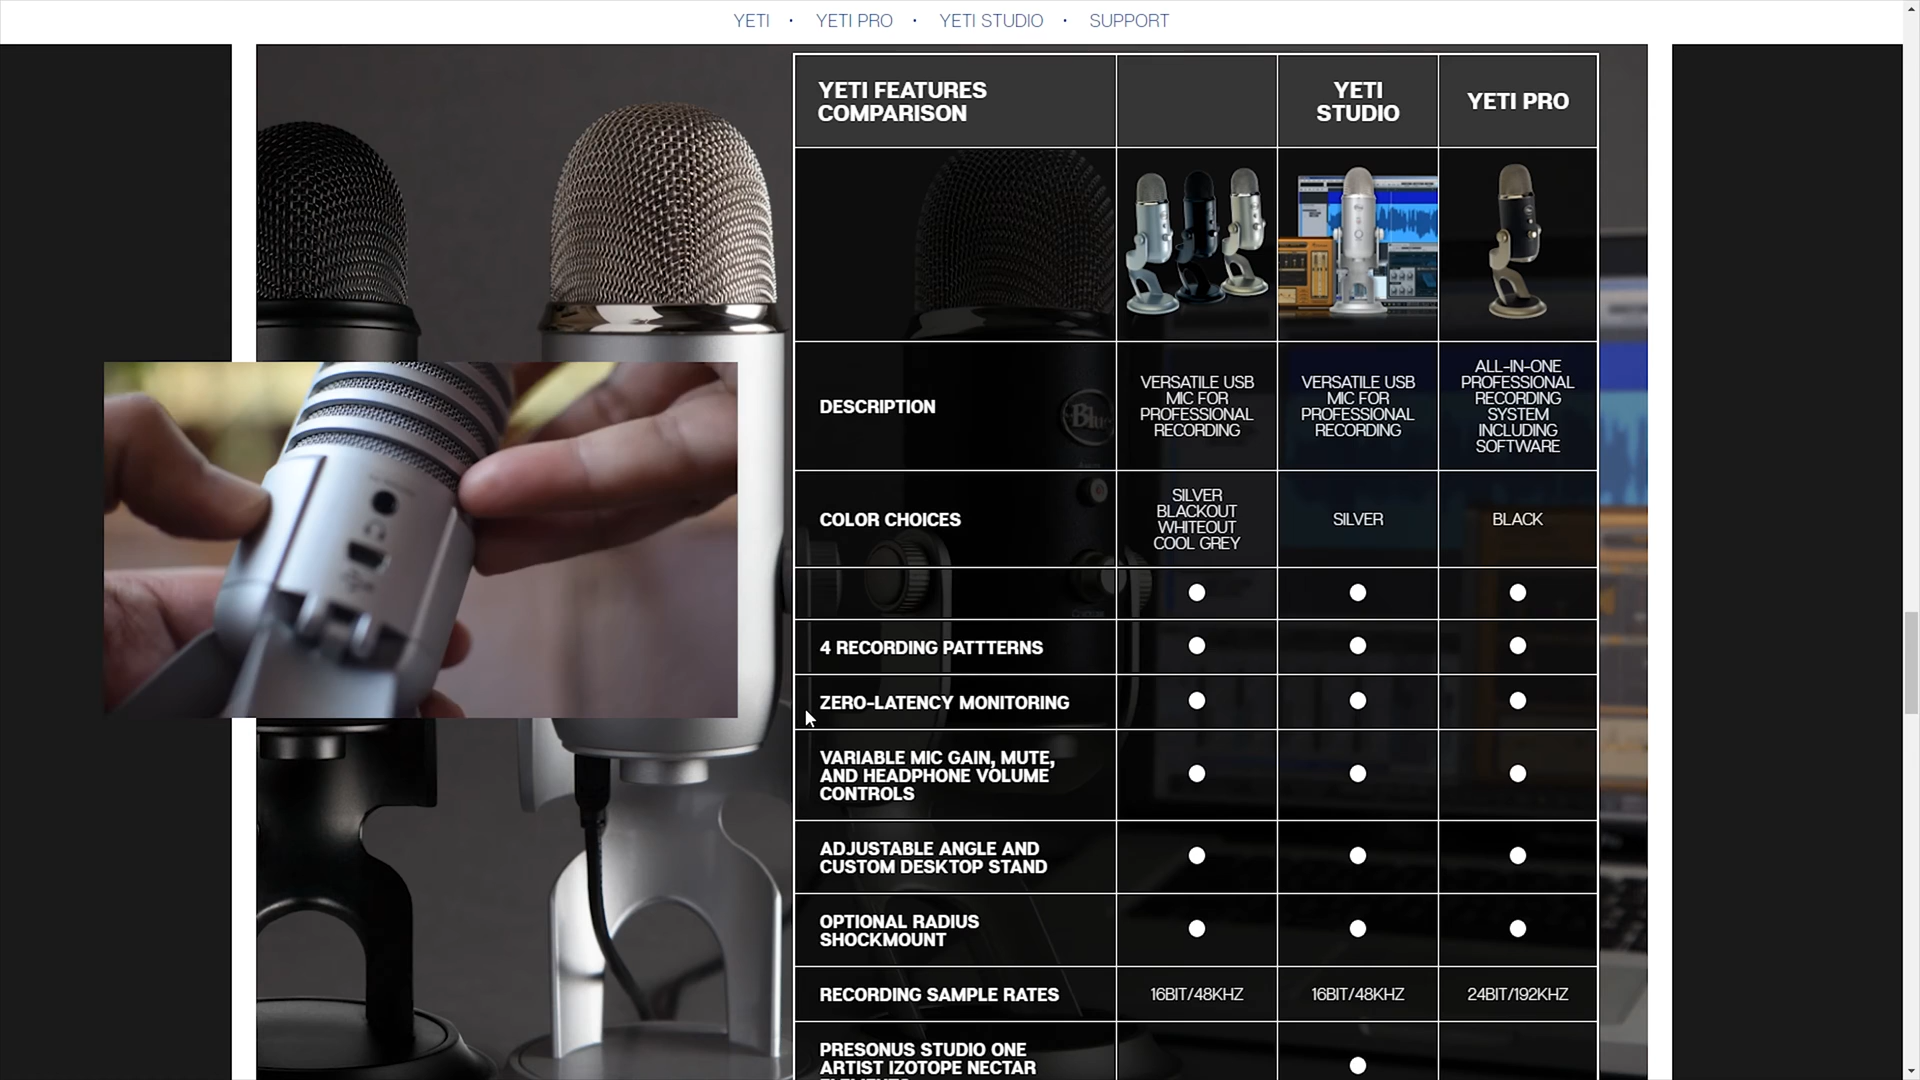 YETI • YETI PRO • YETI STUDIO • SUPPORT
YETI FEATURES
COMPARISON
YETI
STUDIO
YETI PRO
DESCRIPTION
VERSATILE USB
MIC FOR
PROFESSIONAL
RECORDING
VERSATILE USB
MIC FOR
PROFESSIONAL
RECORDING
ALL-IN-ONE
PROFESSIONAL
RECORDING
SYSTEM
INCLUDING
SOFTWARE
Blue
COLOR CHOICES
SILVER
BLACKOUT
WHITEOUT
COOL GREY
SILVER
BLACK
4 RECORDING PATTTERNS
ZERO-LATENCY MONITORING
VARIABLE MIC GAIN, MUTE,
AND HEADPHONE VOLUME
CONTROLS
ADJUSTABLE ANGLE AND
CUSTOM DESKTOP STAND
OPTIONAL RADIUS
SHOCKMOUNT
RECORDING SAMPLE RATES
16BIT/48KHZ
16BIT/48KHZ
24BIT/192KHZ
PRESONUS STUDIO ONE
ARTIST IZOTOPE NECTAR